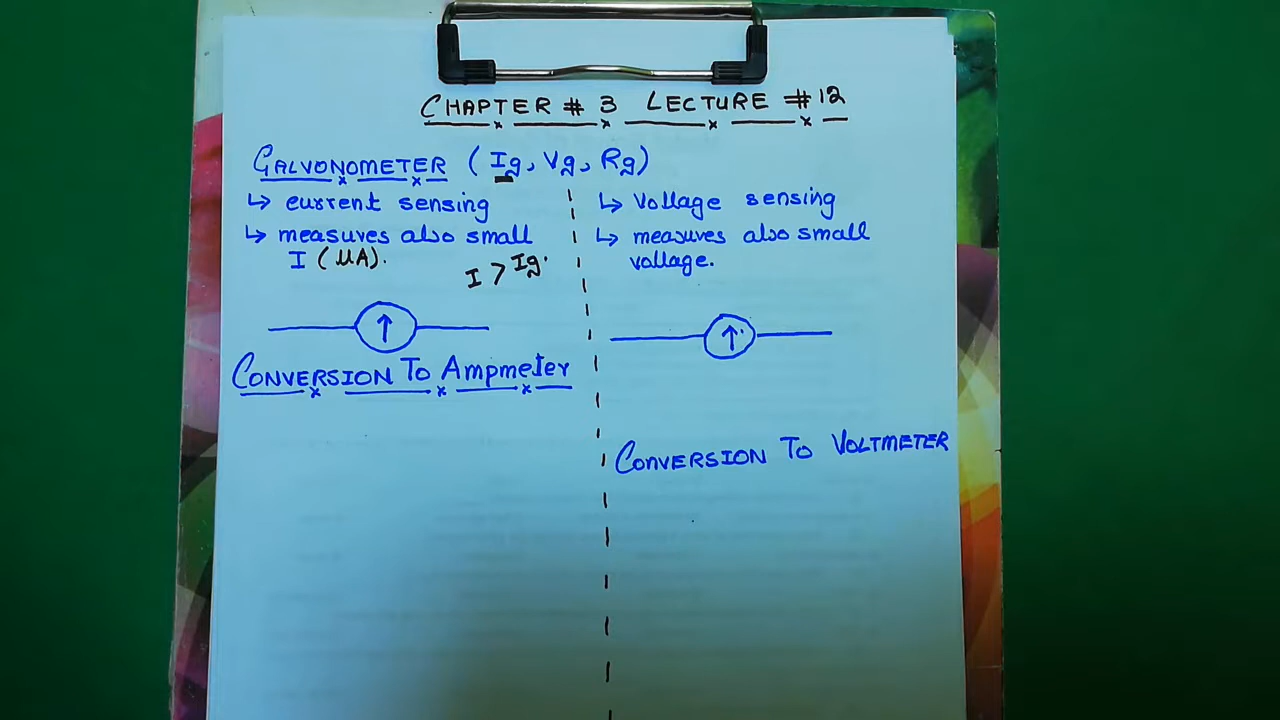 CHAPTER # 3 LECTURE # 12
GALVONOMETER (Ig, Vg, Rg)
↳ current sensing
↳ measures also small
I (μA).
I > Ig.
↑
CONVERSION To Ampmeter
↳ Voltage sensing
↳ measures also small
voltage.
↑
CONVERSION To VOLTMETER